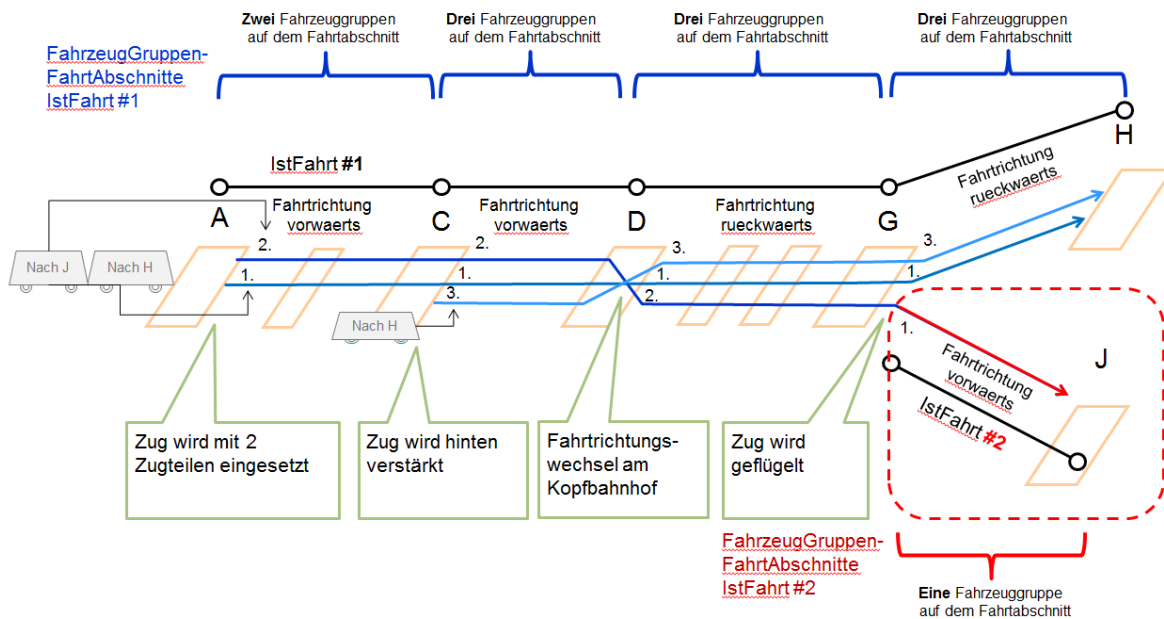 Zwei Fahrzeuggruppen
auf dem Fahrtabschnitt
Drei Fahrzeuggruppen
auf dem Fahrtabschnitt
Drei Fahrzeuggruppen
auf dem Fahrtabschnitt
Drei Fahrzeuggruppen
auf dem Fahrtabschnitt
FahrzeugGruppen-
FahrtAbschnitte
IstFahrt #1
IstFahrt #1
A
C
D
G
H
Fahrtrichtung
vorwaerts
Fahrtrichtung
vorwaerts
Fahrtrichtung
rueckwaerts
Fahrtrichtung
rueckwaerts
Nach J
Nach H
2.
1.
2.
1.
3.
Nach H
3.
1.
2.
3.
1.
1.
Fahrtrichtung
vorwaerts
IstFahrt #2
J
Zug wird mit 2
Zugteilen eingesetzt
Zug wird hinten
verstärkt
Fahrtrichtungs-
wechsel am
Kopfbahnhof
Zug wird
geflügelt
FahrzeugGruppen-
FahrtAbschnitte
IstFahrt #2
Eine Fahrzeuggruppe
auf dem Fahrtabschnitt